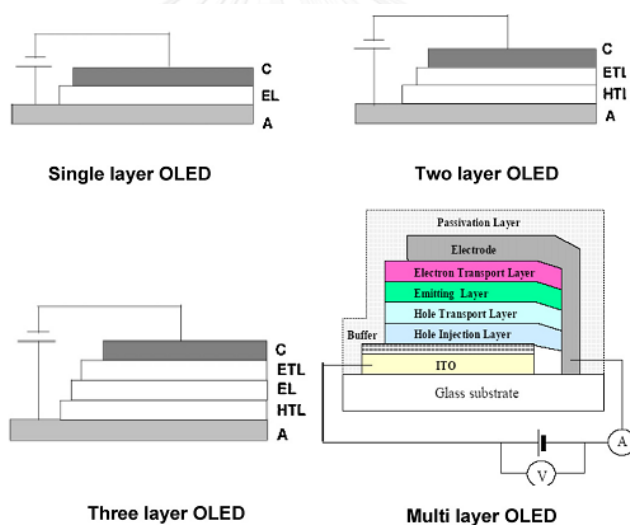 C
EL
A
Single layer OLED
C
ETL
HTL
A
Two layer OLED
C
ETL
EL
HTL
A
Three layer OLED
Passivation Layer
Electrode
Electron Transport Layer
Emitting Layer
Hole Transport Layer
Buffer
Hole Injection Layer
ITO
Glass substrate
A
V
Multi layer OLED